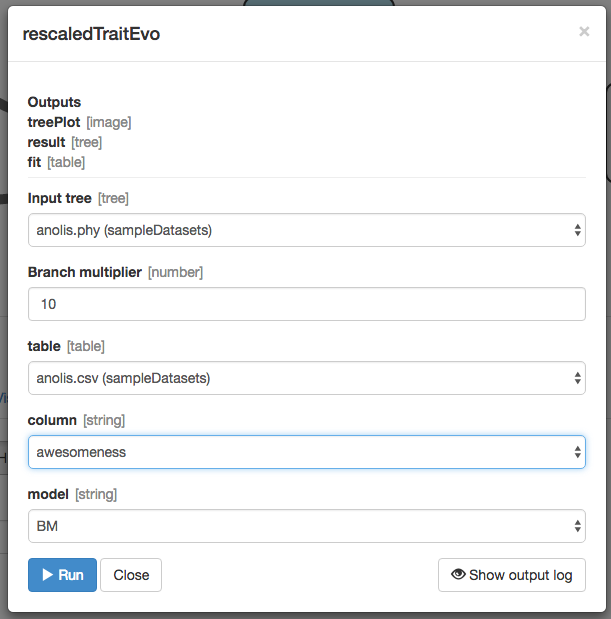 rescaledTraitEvo ×
Outputs
treePlot [image]
result [tree]
fit [table]
Input tree [tree]
anolis.phy (sampleDatasets)
Branch multiplier [number]
10
table [table]
anolis.csv (sampleDatasets)
column [string]
awesomeness
model [string]
BM
Run Close Show output log